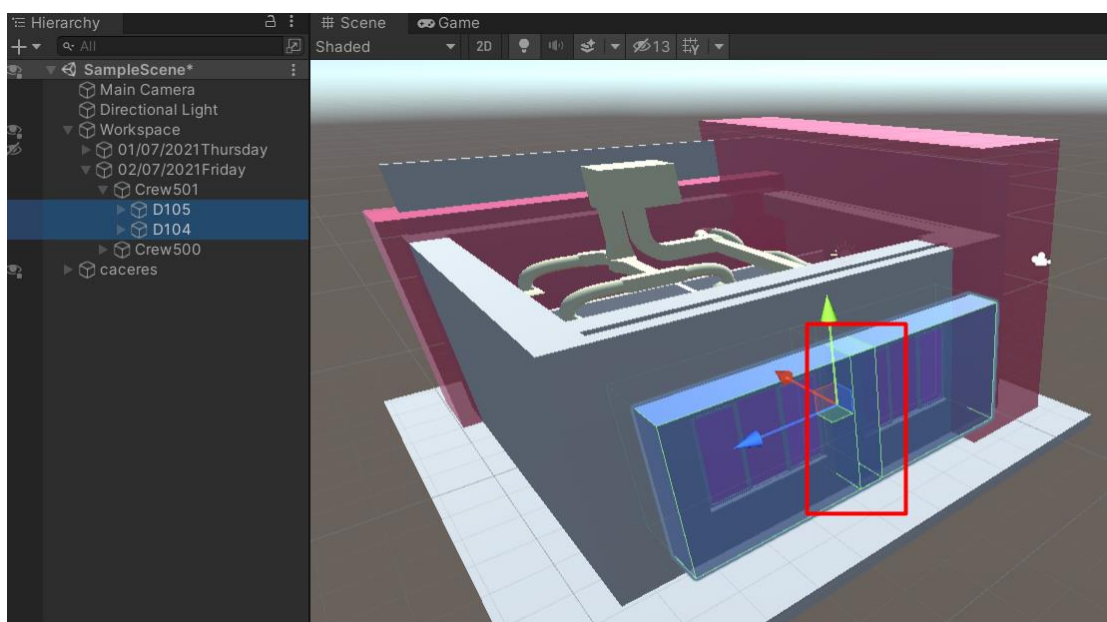 Hierarchy
All
SampleScene*
Main Camera
Directional Light
Workspace
01/07/2021Thursday
02/07/2021Friday
Crew501
D105
D104
Crew500
caceres
Scene Game
Shaded 2D 13